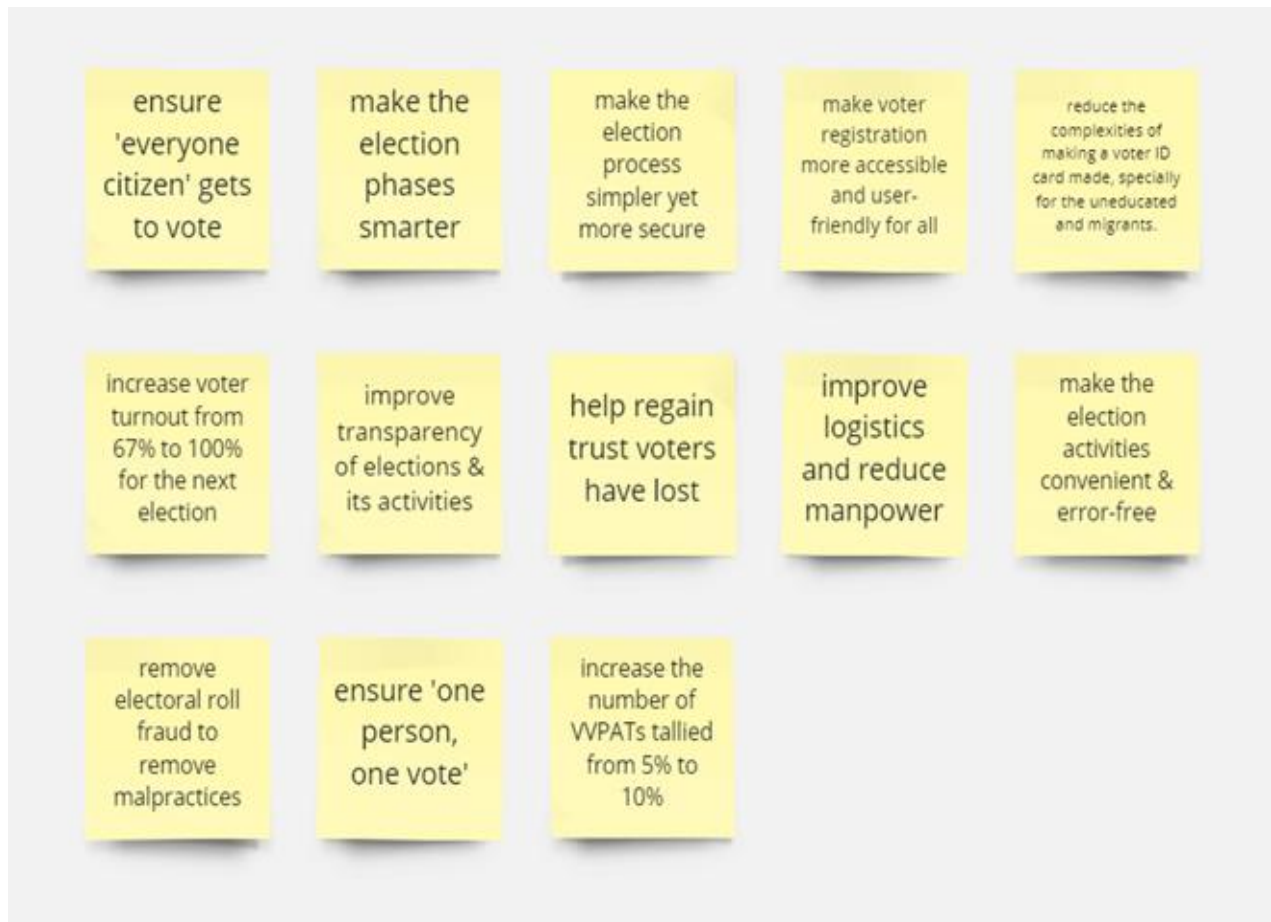 ensure
'everyone
citizen' gets
to vote
make the
election
phases
smarter
make the
election
process
simpler yet
more secure
make voter
registration
more accessible
and user-
friendly for all
reduce the
complexities of
making a voter ID
card made, specially
for the uneducated
and migrants.
increase voter
turnout from
67% to 100%
for the next
election
improve
transparency
of elections &
its activities
help regain
trust voters
have lost
improve
logistics
and reduce
manpower
make the
election
activities
convenient &
error-free
remove
electoral roll
fraud to
remove
malpractices
ensure 'one
person,
one vote'
increase the
number of
VVPATs tallied
from 5% to
10%